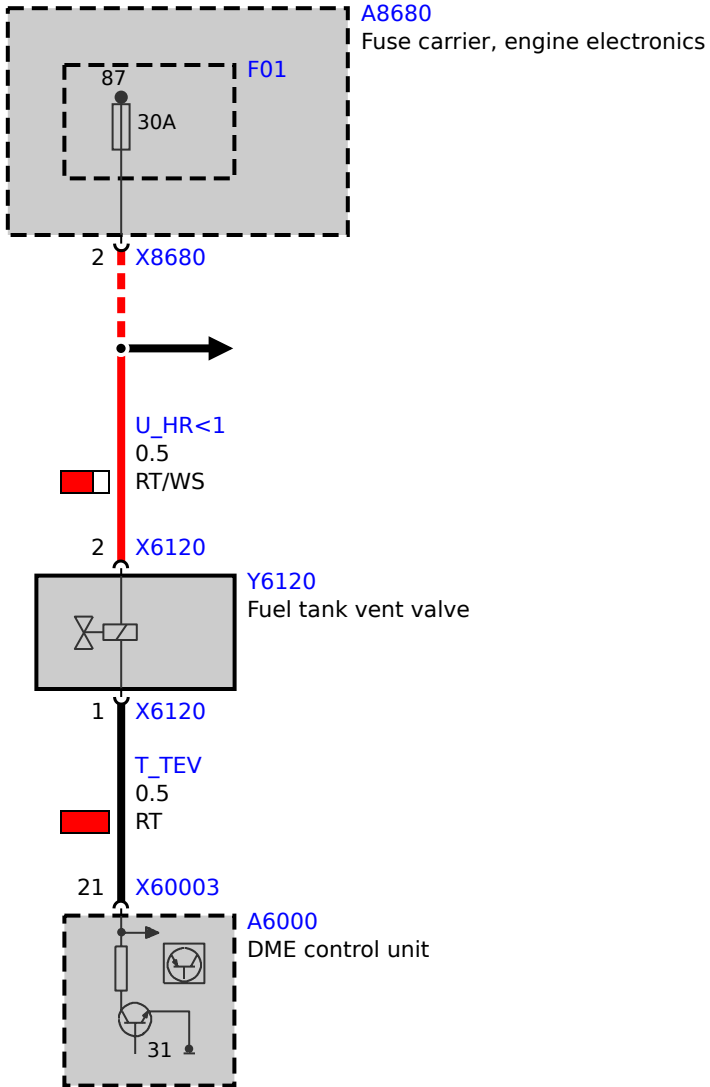 A8680
Fuse carrier, engine electronics
F01
87
30A
2 X8680
U_HR<1
0.5
RT/WS
2 X6120
Y6120
Fuel tank vent valve
1 X6120
T_TEV
0.5
RT
21 X60003
A6000
DME control unit
31